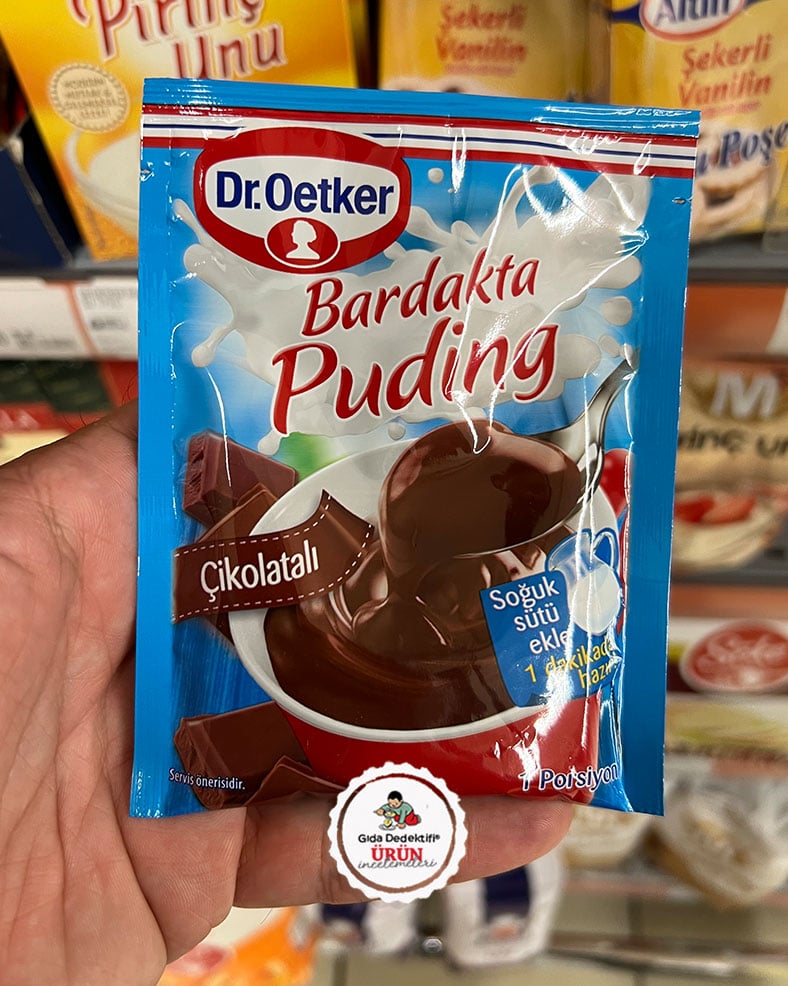 Pirinç
Unu
Şekerli
Vanilin
Altın
Şekerli
Vanilin
Poşe
Dr.Oetker
Bardakta
Puding
Çikolatalı
Soğuk
sütü
ekle
1 dakikada
hazır
Servis önerisidir.
1 Porsiyon
Gıda Dedektifi®
ÜRÜN
incelemeleri